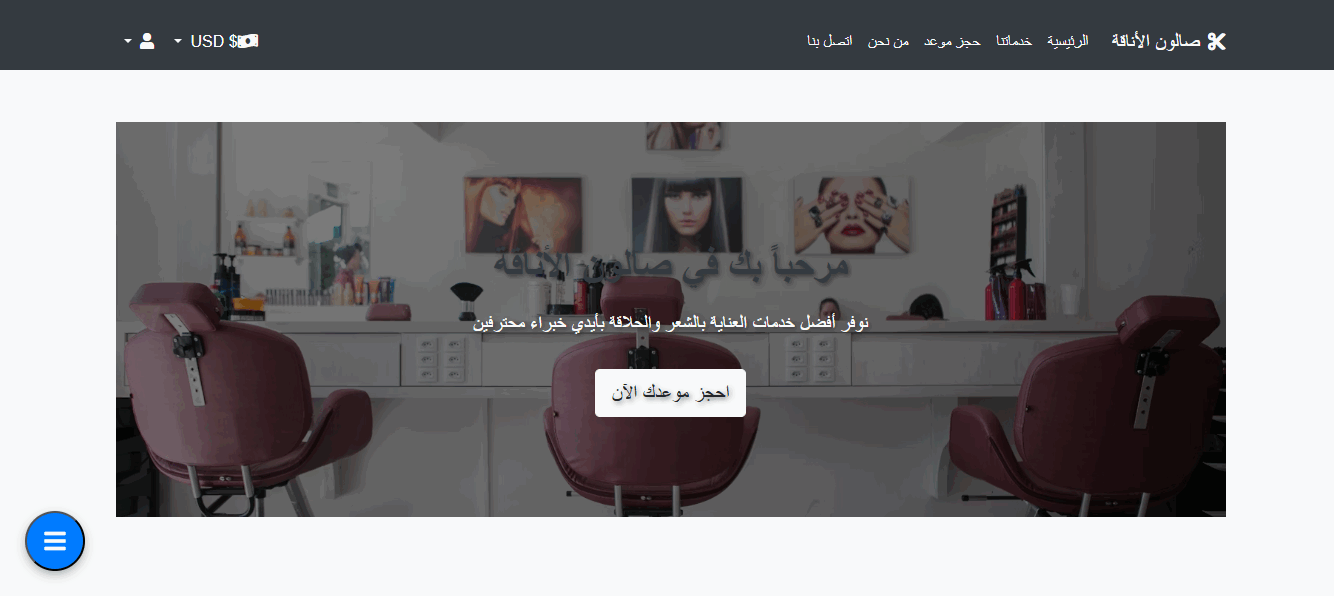 صالون الأناقة
الرئيسية
خدماتنا
حجز موعد
من نحن
اتصل بنا
USD $
مرحباً بك في صالون الأناقة
نوفر أفضل خدمات العناية بالشعر والحلاقة بأيدي خبراء محترفين
احجز موعدك الآن